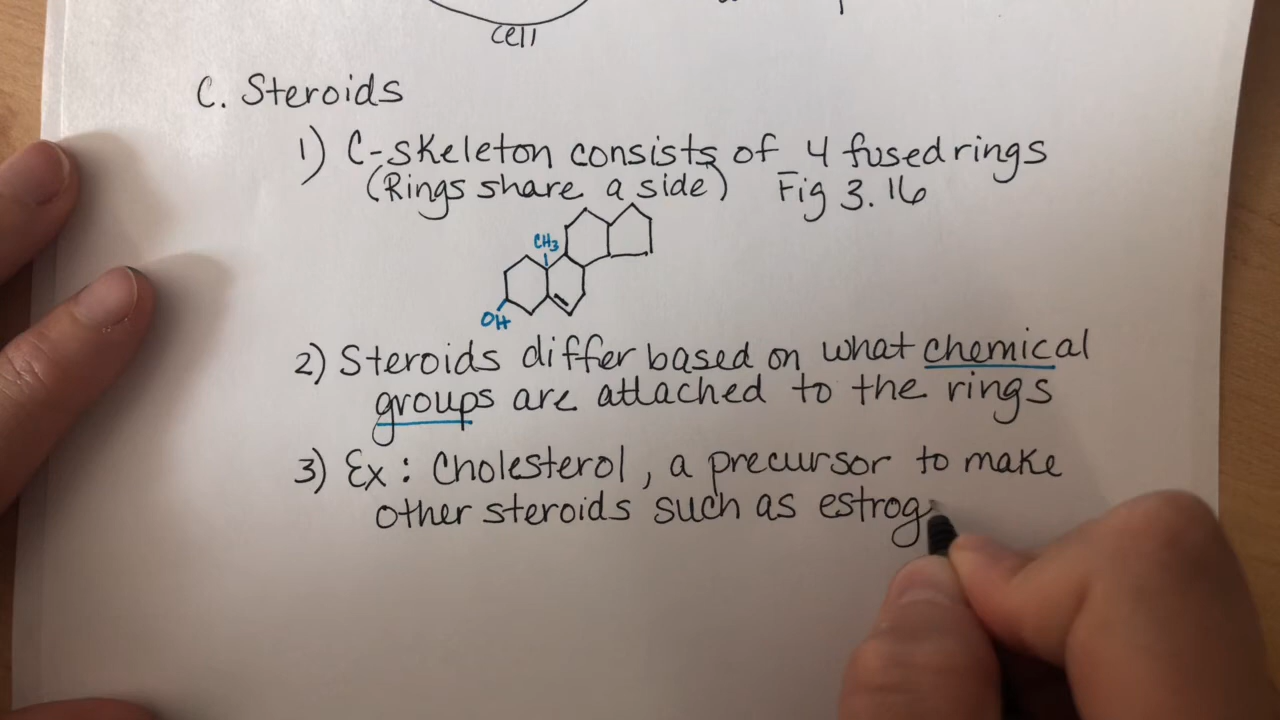 cell
C. Steroids
1) C-skeleton consists of 4 fused rings
(Rings share a side) Fig 3.16
CH3
OH
2) Steroids differ based on what chemical
groups are attached to the rings
3) Ex: Cholesterol, a precursor to make
other steroids such as estrog